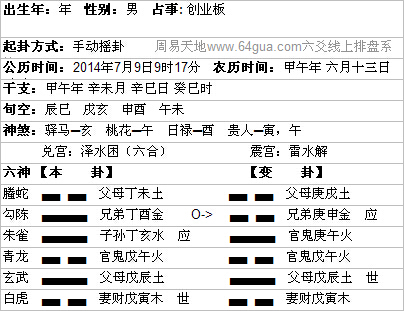 出生年：年 性别：男 占事: 创业板
起卦方式：手动摇卦 周易天地www.64gua.com六爻线上排盘系
公历时间：2014年7月9日9时17分 农历时间：甲午年 六月十三日
干支：甲午年 辛未月 辛巳日 癸巳时
旬空：辰巳 戌亥 申酉 午未
神煞：驿马—亥 桃花—午 日禄—酉 贵人—寅，午
兑宫：泽水困（六合） 震宫：雷水解
六神【本 卦】 【变 卦】
螣蛇 父母丁未土 父母庚戌土
勾陈 兄弟丁酉金 O-> 兄弟庚申金 应
朱雀 子孙丁亥水 应 官鬼庚午火
青龙 官鬼戊午火 官鬼戊午火
玄武 父母戊辰土 父母戊辰土 世
白虎 妻财戊寅木 世 妻财戊寅木